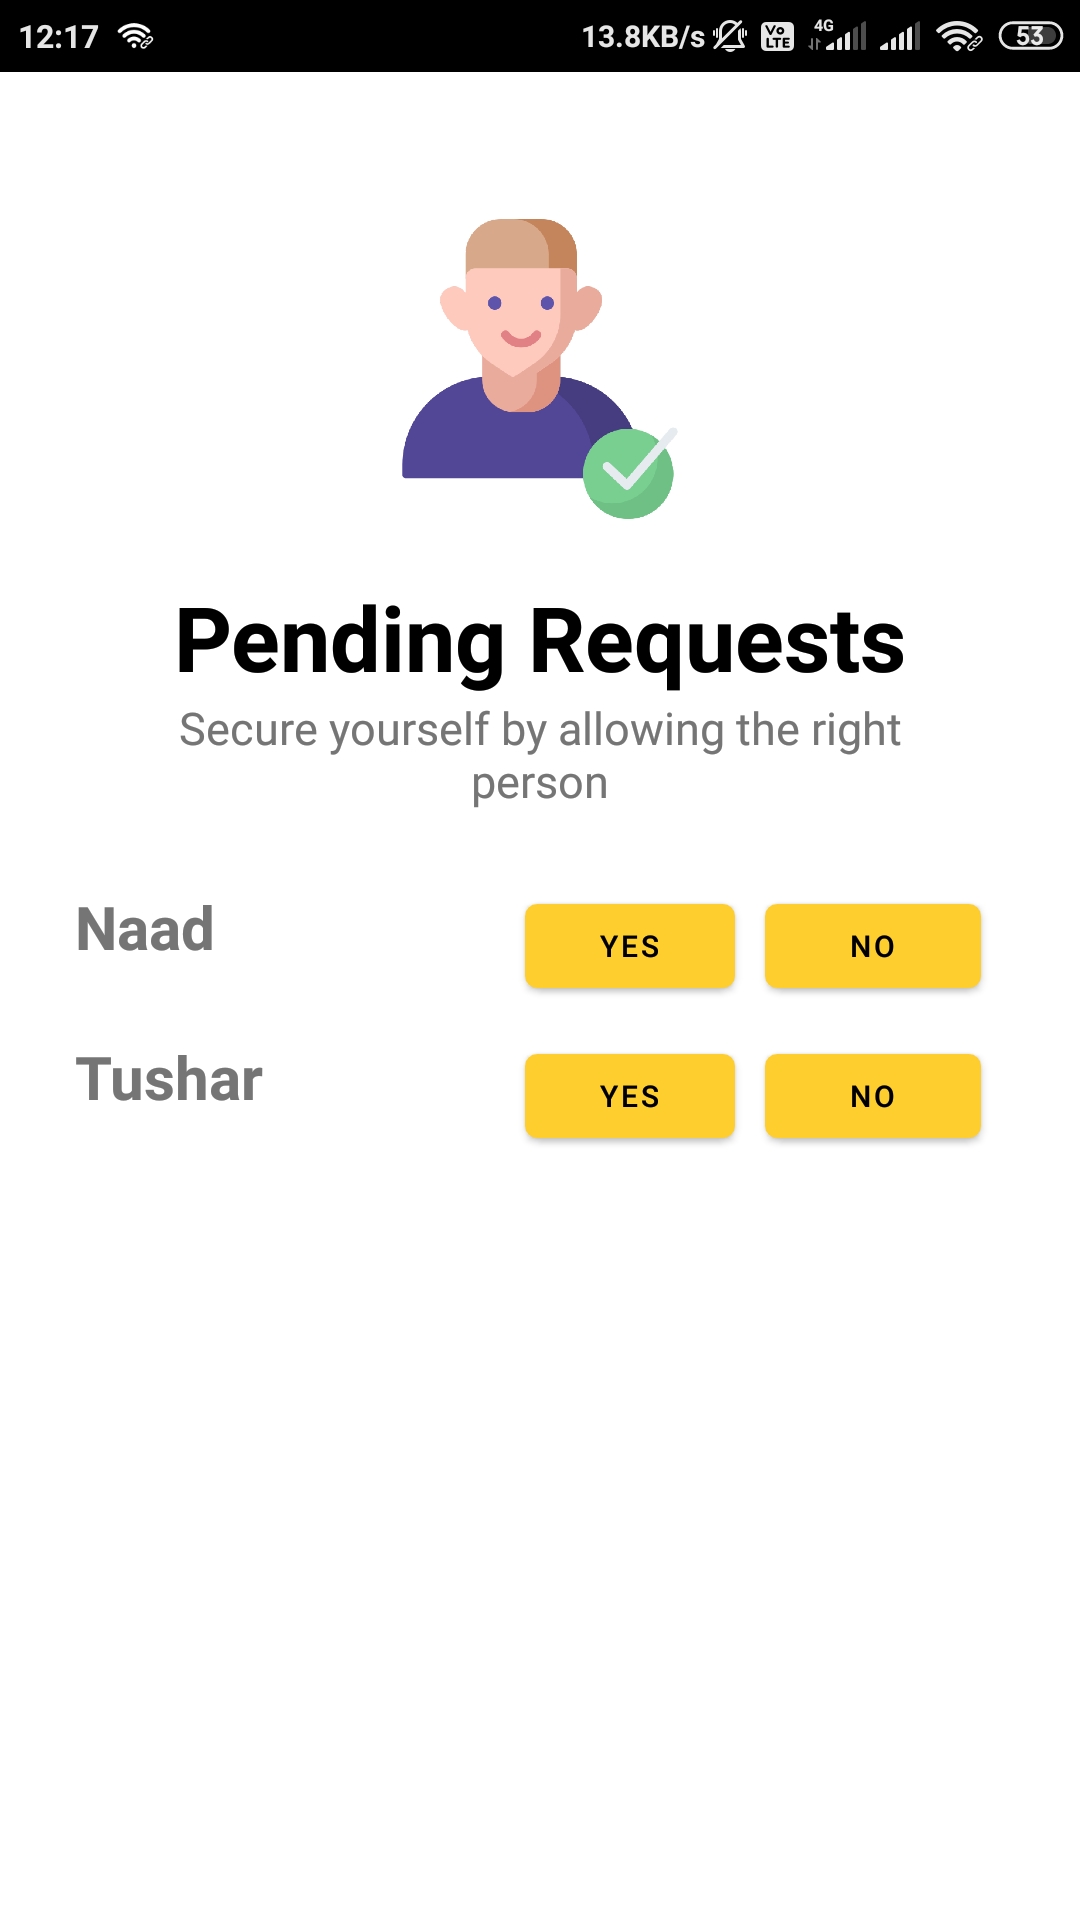 12:17 13.8KB/s Vo LTE 4G 53
Pending Requests
Secure yourself by allowing the right
person
Naad YES NO
Tushar YES NO